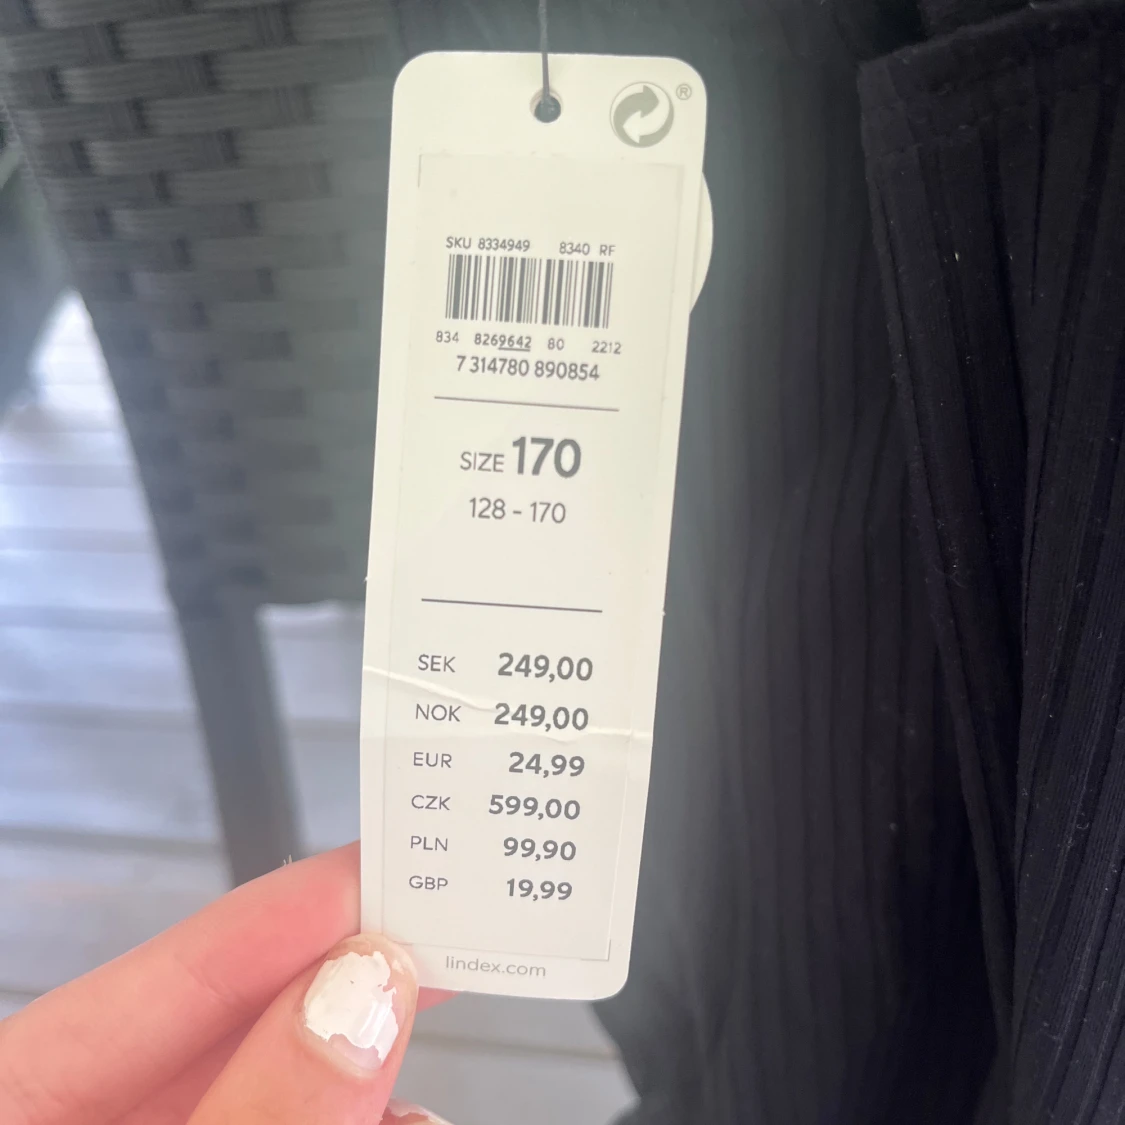 ®
SKU 8334949 8340 RF
834 8269642 80 2212
7 314780 890854
SIZE 170
128 - 170
SEK 249,00
NOK 249,00
EUR 24,99
CZK 599,00
PLN 99,90
GBP 19,99
lindex.com